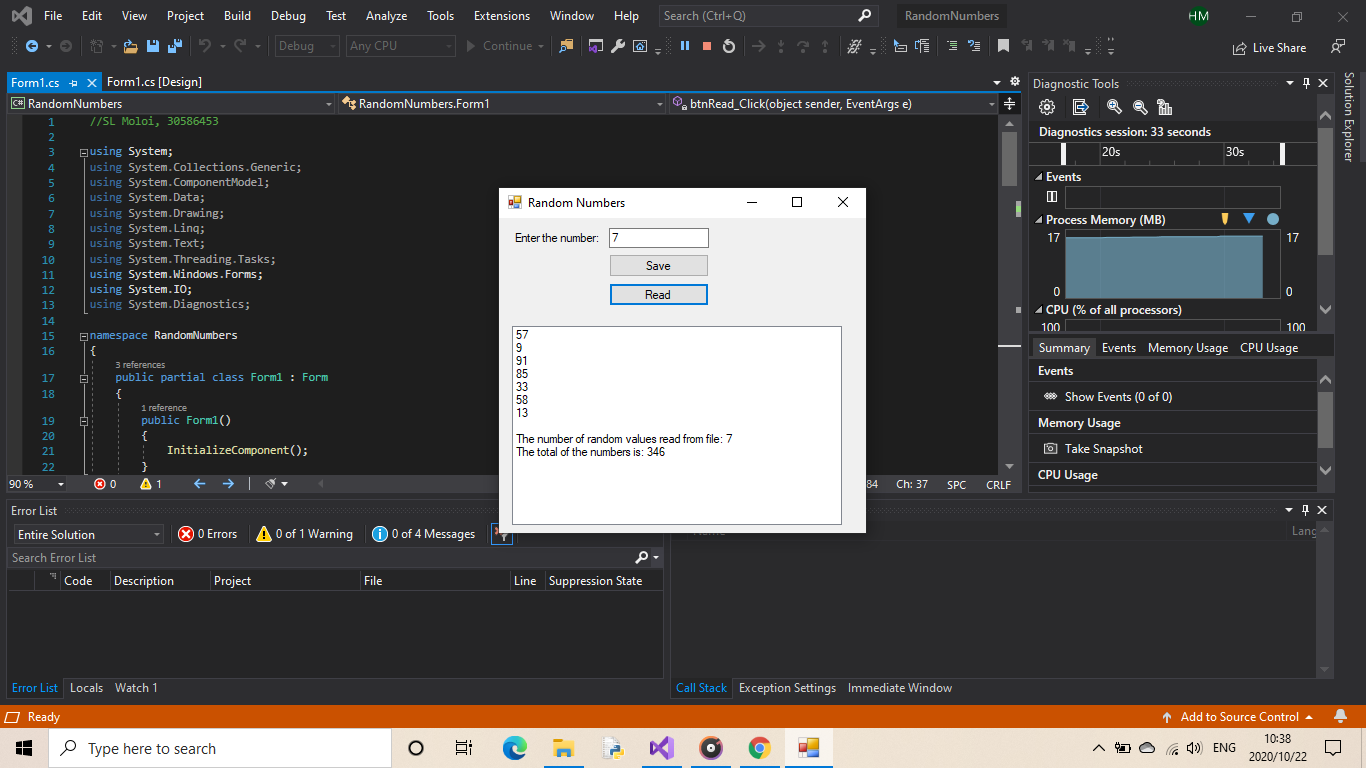 File Edit View Project Build Debug Test Analyze Tools Extensions Window Help Search (Ctrl+Q) RandomNumbers HM
Debug Any CPU Continue Live Share
Form1.cs Form1.cs [Design]
C# RandomNumbers RandomNumbers.Form1 btnRead_Click(object sender, EventArgs e)
1 //SL Moloi, 30586453
2
3 using System;
4 using System.Collections.Generic;
5 using System.ComponentModel;
6 using System.Data;
7 using System.Drawing;
8 using System.Linq;
9 using System.Text;
10 using System.Threading.Tasks;
11 using System.Windows.Forms;
12 using System.IO;
13 using System.Diagnostics;
14
15 namespace RandomNumbers
16 {
3 references
17 public partial class Form1 : Form
18 {
1 reference
19 public Form1()
20 {
21 InitializeComponent();
22 }
90 % 0 1 84 Ch: 37 SPC CRLF
Random Numbers
Enter the number: 7
Save
Read
57
9
91
85
33
58
13
The number of random values read from file: 7
The total of the numbers is: 346
Diagnostic Tools
Diagnostics session: 33 seconds
20s 30s
Events
Process Memory (MB)
17 17
0 0
CPU (% of all processors)
100 100
Summary Events Memory Usage CPU Usage
Events
Show Events (0 of 0)
Memory Usage
Take Snapshot
CPU Usage
Solution Explorer
Error List
Entire Solution 0 Errors 0 of 1 Warning 0 of 4 Messages
Search Error List
Code Description Project File Line Suppression State
Name Lang
Error List Locals Watch 1
Call Stack Exception Settings Immediate Window
Ready Add to Source Control
Type here to search
ENG 10:38
2020/10/22